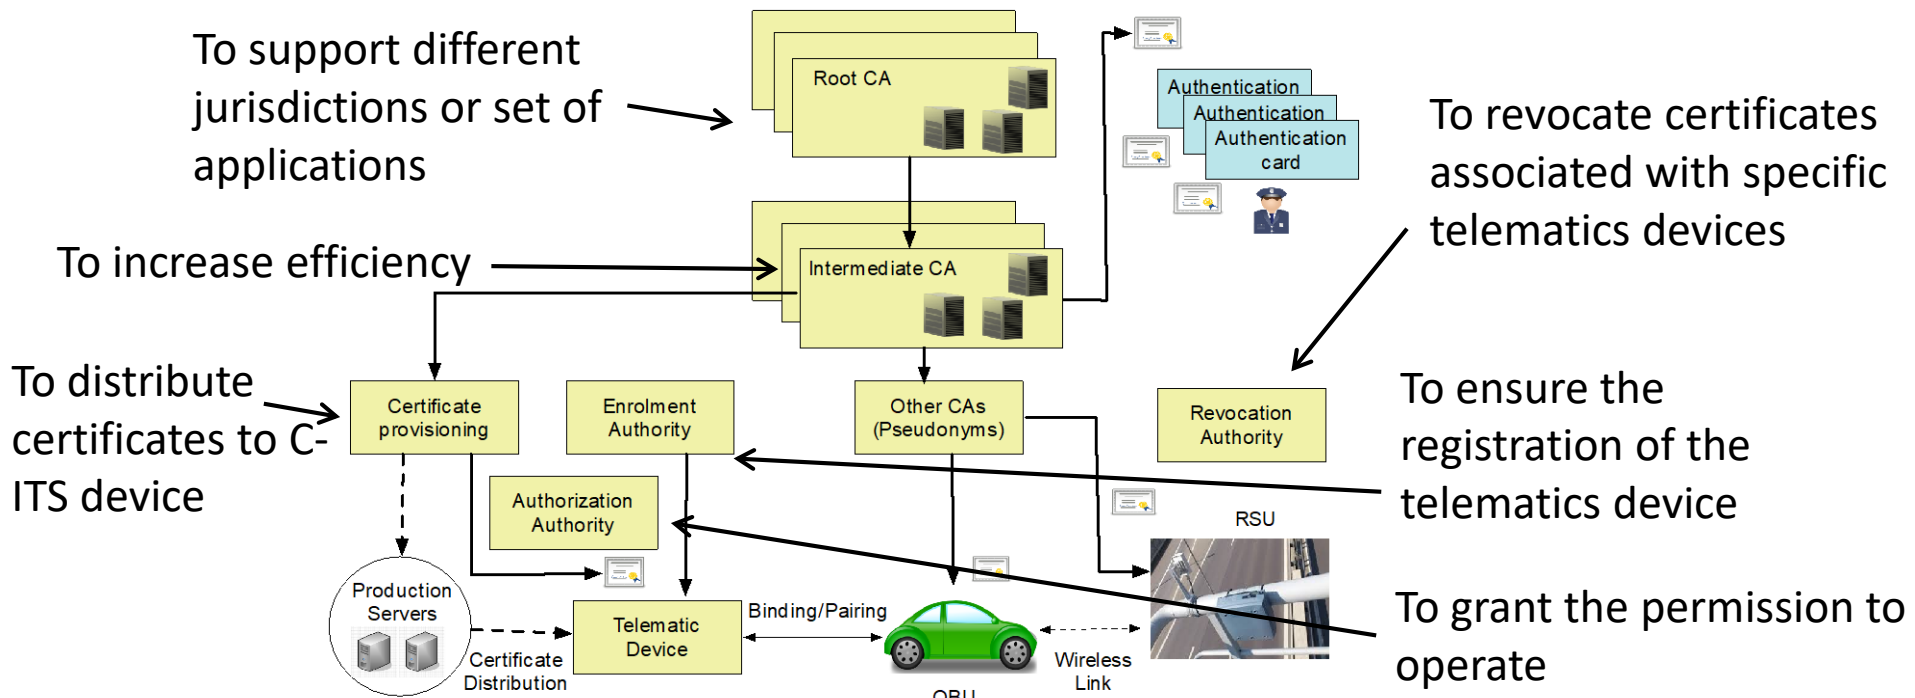 To support different
jurisdictions or set of
applications
Root CA
Authentication
Authentication
Authentication
card
To revocate certificates
associated with specific
telematics devices
To increase efficiency
Intermediate CA
To distribute
certificates to C-
ITS device
Certificate
provisioning
Enrolment
Authority
Other CAs
(Pseudonyms)
Revocation
Authority
To ensure the
registration of the
telematics device
Authorization
Authority
RSU
Production
Servers
Telematic
Device
Binding/Pairing
Certificate
Distribution
Wireless
Link
OBU
To grant the permission to
operate